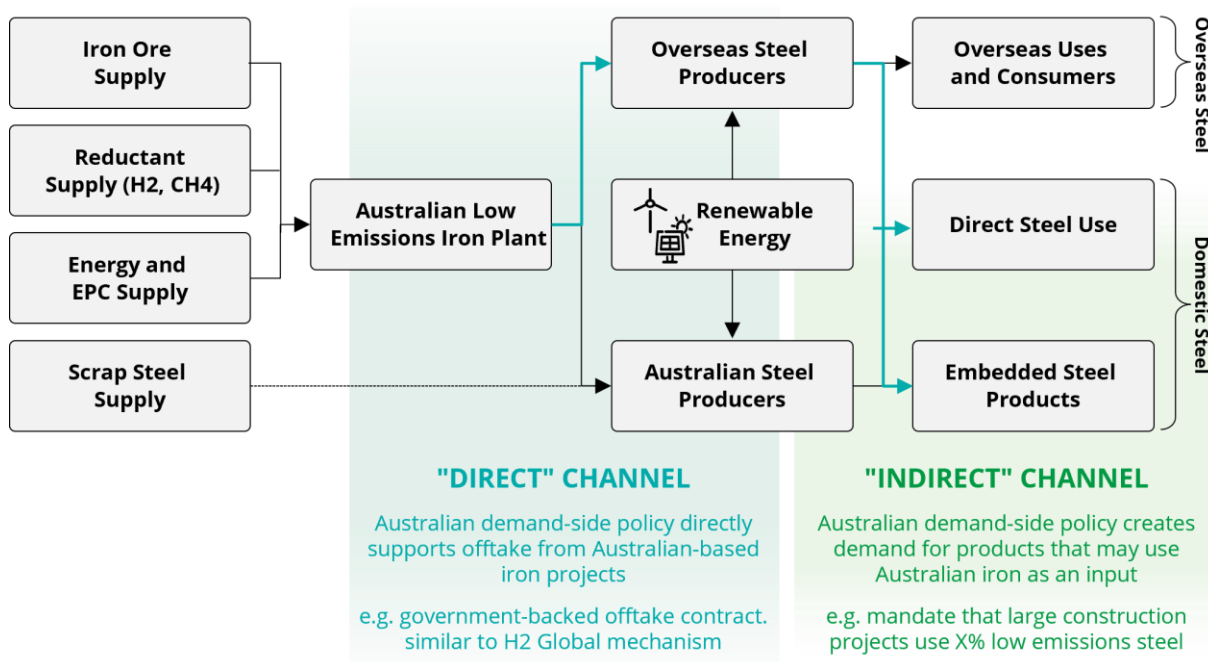 Iron Ore
Supply
Overseas Steel
Producers
Overseas Uses
and Consumers
Overseas Steel
Reductant
Supply (H2, CH4)
Australian Low
Emissions Iron Plant
Renewable
Energy
Direct Steel Use
Energy and
EPC Supply
Domestic Steel
Scrap Steel
Supply
Australian Steel
Producers
Embedded Steel
Products
"DIRECT" CHANNEL
Australian demand-side policy directly
supports offtake from Australian-based
iron projects
e.g. government-backed offtake contract.
similar to H2 Global mechanism
"INDIRECT" CHANNEL
Australian demand-side policy creates
demand for products that may use
Australian iron as an input
e.g. mandate that large construction
projects use X% low emissions steel